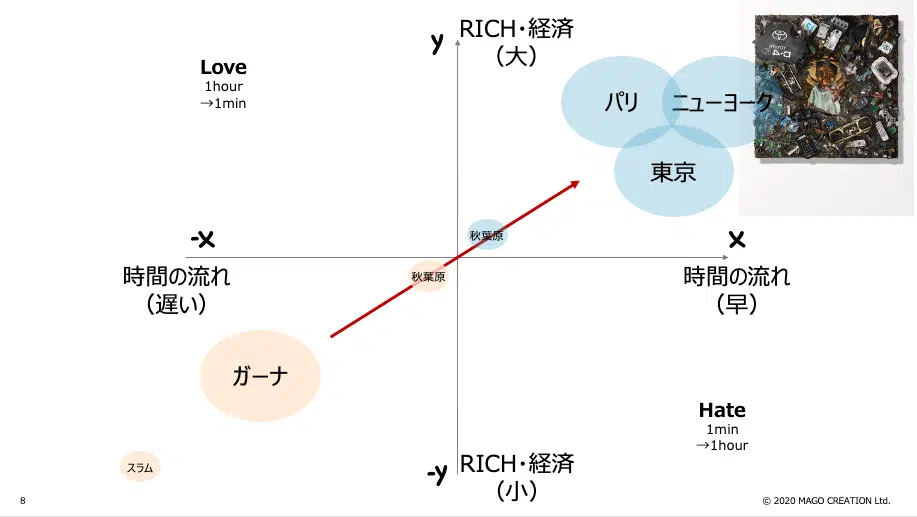 y
RICH・経済
（大）
Love
1hour
→1min
パリ
ニューヨーク
東京
秋葉原
-x
x
秋葉原
時間の流れ
（遅い）
時間の流れ
（早）
ガーナ
Hate
1min
→1hour
スラム
-y
RICH・経済
（小）
8
© 2020 MAGO CREATION Ltd.